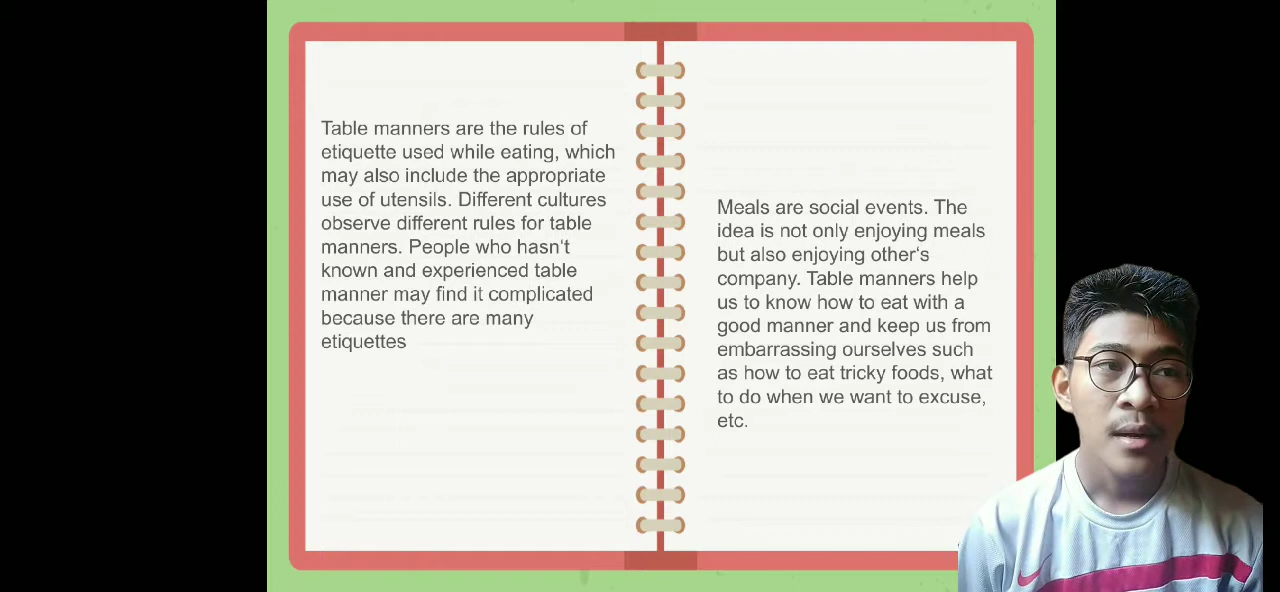 Table manners are the rules of
etiquette used while eating, which
may also include the appropriate
use of utensils. Different cultures
observe different rules for table
manners. People who hasn't
known and experienced table
manner may find it complicated
because there are many
etiquettes
Meals are social events. The
idea is not only enjoying meals
but also enjoying other's
company. Table manners help
us to know how to eat with a
good manner and keep us from
embarrassing ourselves such
as how to eat tricky foods, what
to do when we want to excuse,
etc.